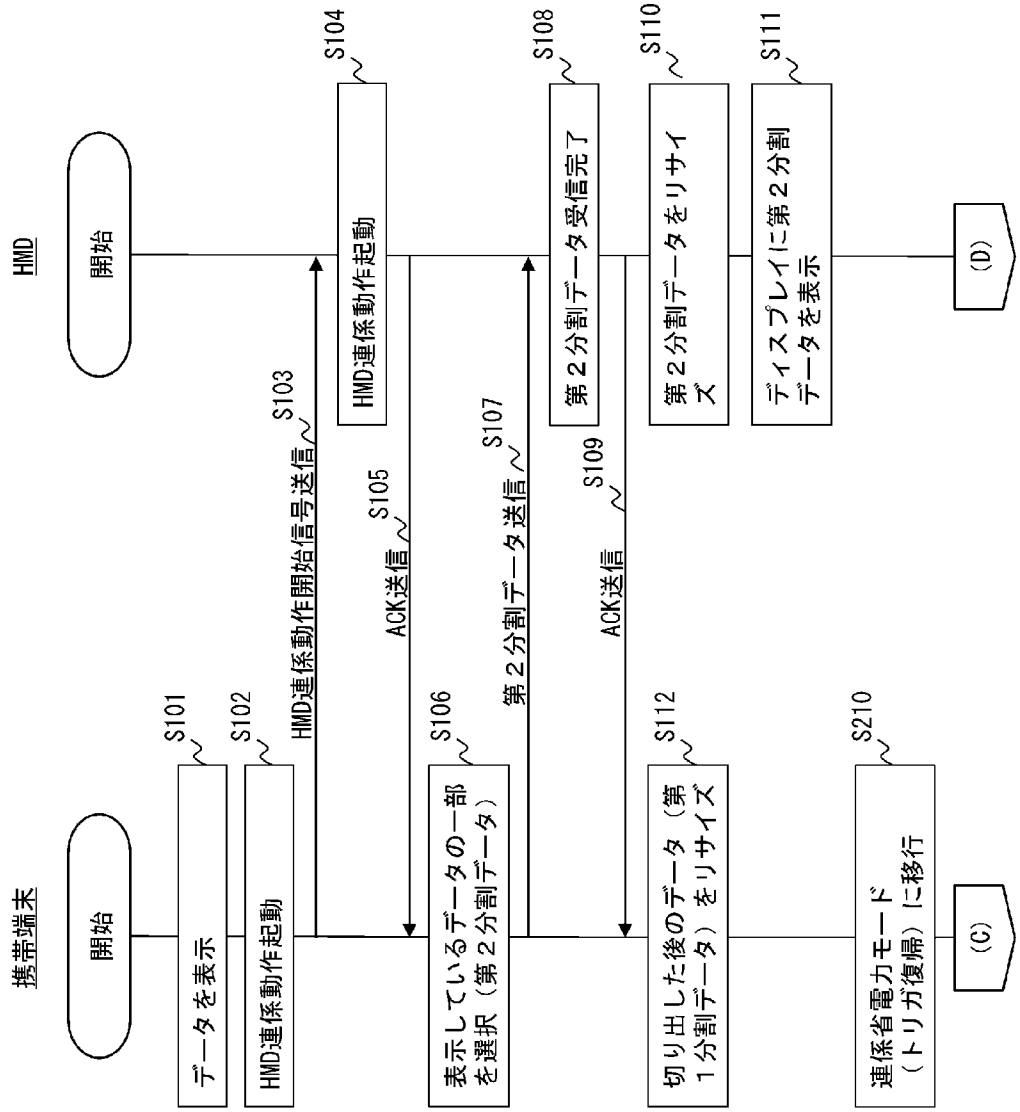 携帯端末
HMD
開始
開始
データを表示
S101
HMD連係動作起動
S102
HMD連係動作開始信号送信
S103
HMD連係動作起動
S104
ACK送信
S105
表示しているデータの一部
を選択(第2分割データ)
S106
第2分割データ送信
S107
第2分割データ受信完了
S108
ACK送信
S109
第2分割データをリサイ
ズ
S110
ディスプレイに第2分割
データを表示
S111
切り出した後のデータ(第
1分割データ)をリサイズ
S112
連係省電力モード
(トリガ復帰)に移行
S210
(C)
(D)